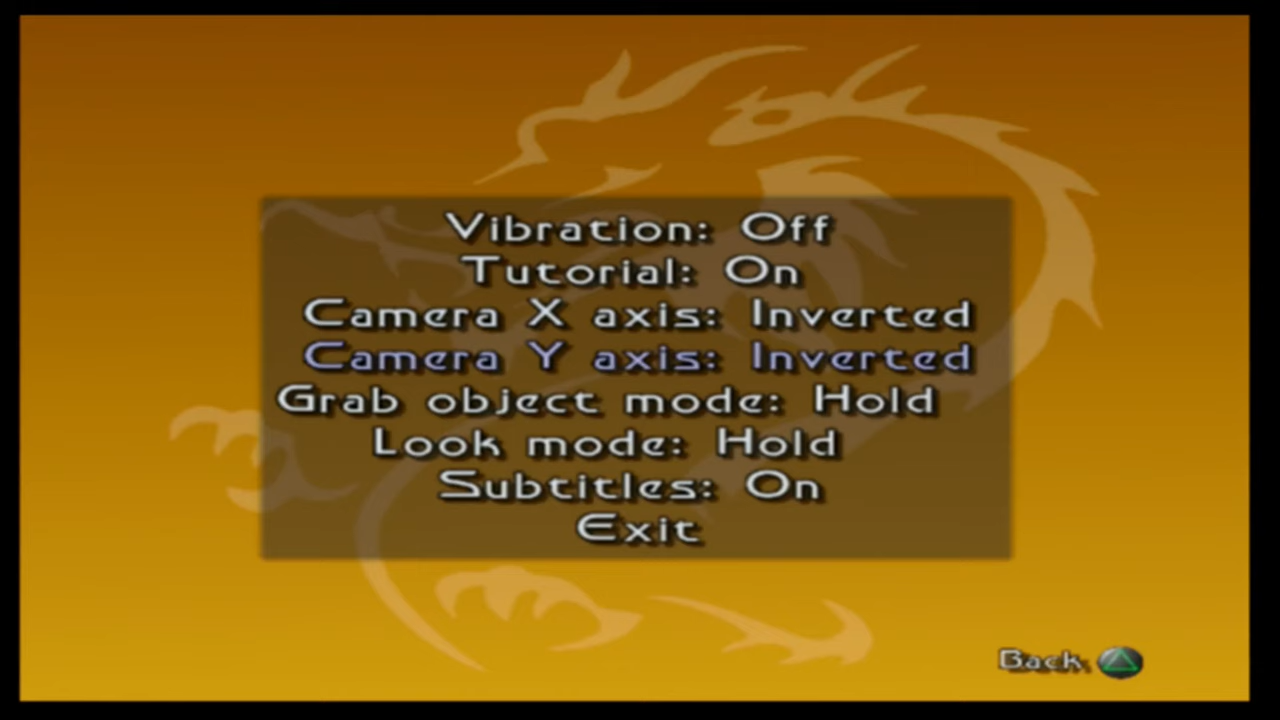 Vibration: Off
Tutorial: On
Camera X axis: Inverted
Camera Y axis: Inverted
Grab object mode: Hold
Look mode: Hold
Subtitles: On
Exit
Back